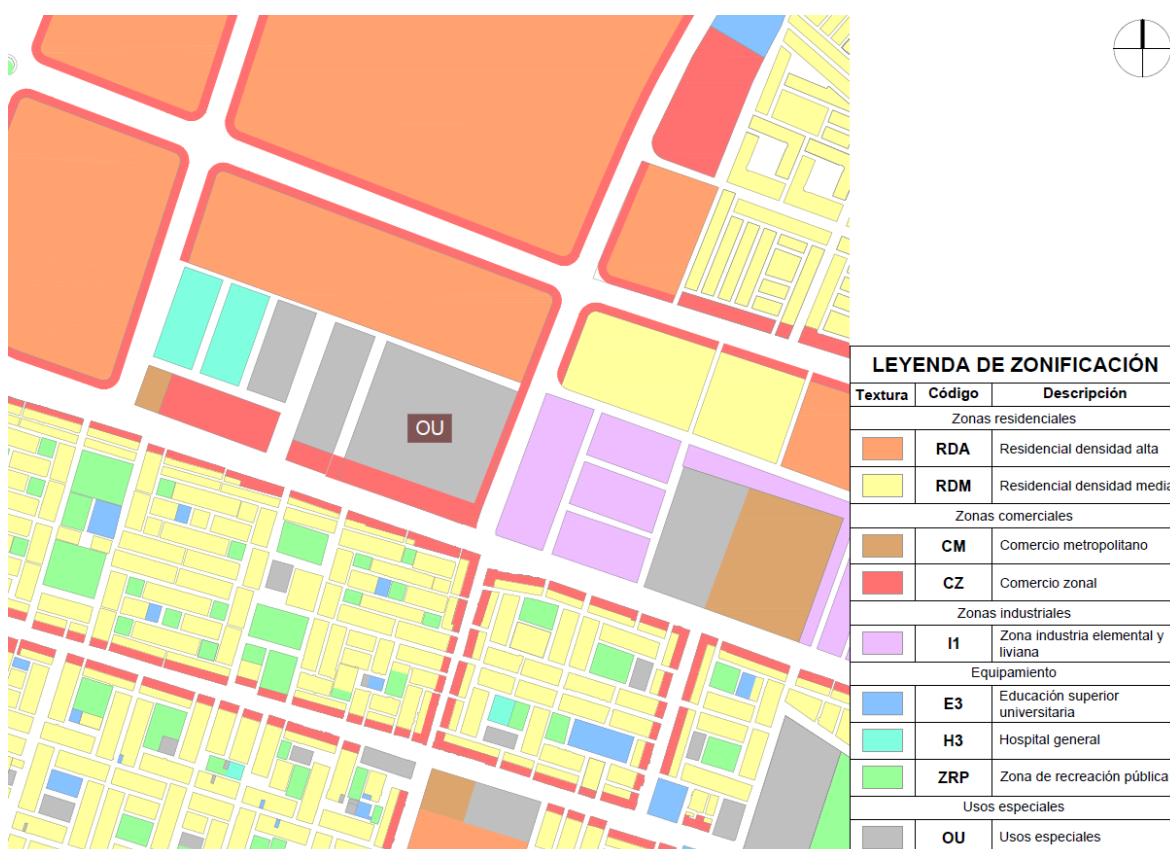 OU
LEYENDA DE ZONIFICACIÓN
Textura Código Descripción
Zonas residenciales
RDA Residencial densidad alta
RDM Residencial densidad media
Zonas comerciales
CM Comercio metropolitano
CZ Comercio zonal
Zonas industriales
I1 Zona industria elemental y
liviana
Equipamiento
E3 Educación superior
universitaria
H3 Hospital general
ZRP Zona de recreación pública
Usos especiales
OU Usos especiales